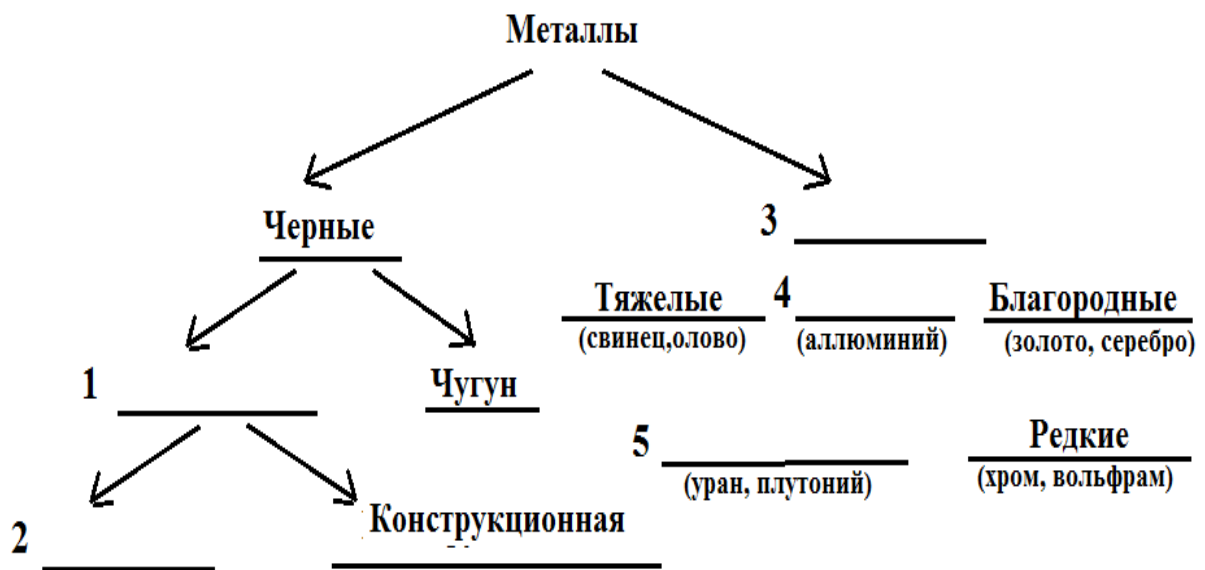 Металлы
Черные
3
Тяжелые 4 Благородные
(свинец,олово) (аллюминий) (золото, серебро)
1
Чугун
5
Редкие
(уран, плутоний) (хром, вольфрам)
Конструкционная
2